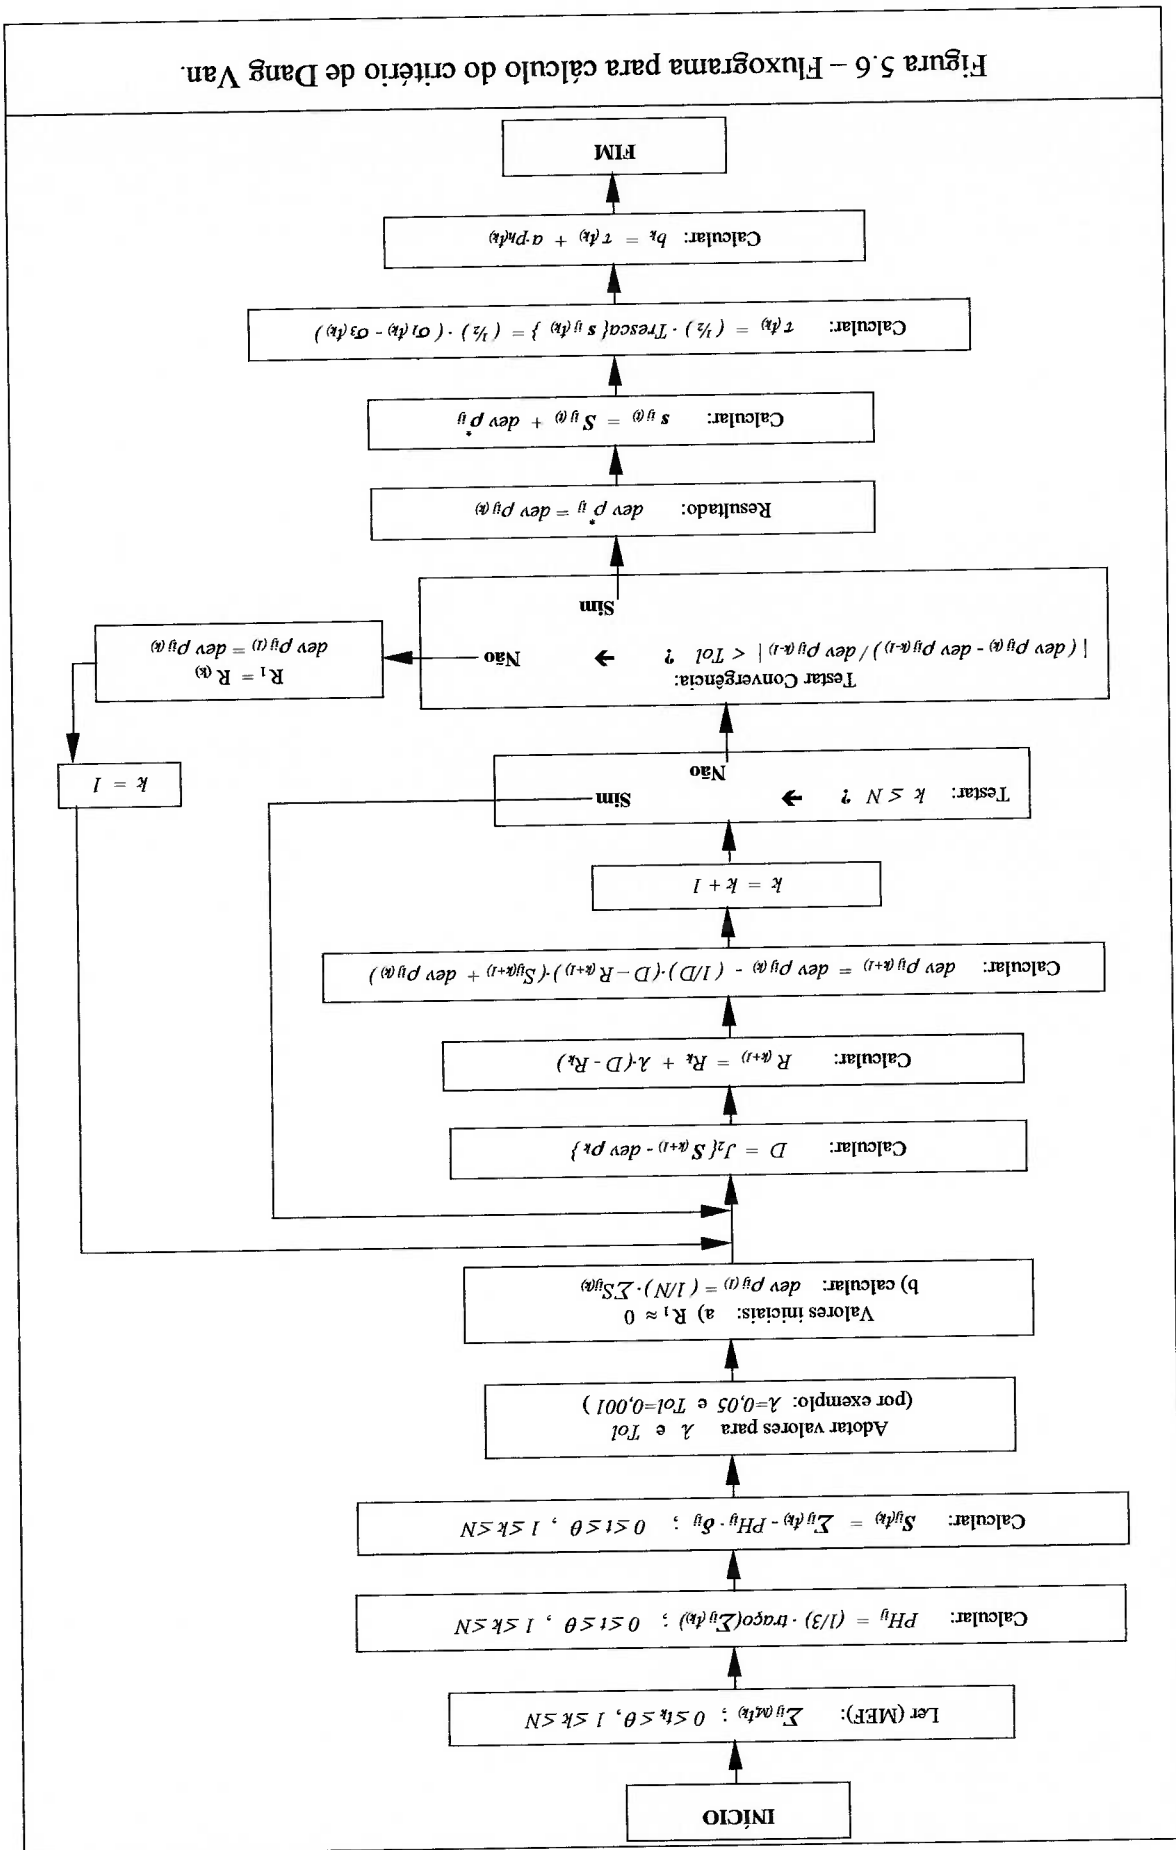 INÍCIO
Ler (MEF): Σij(M,tk) ; 0≤tk≤θ, 1≤k≤N
Calcular: PHij = (1/3) · traço(Σij(tk)) ; 0≤t≤θ , 1≤k≤N
Calcular: Sij(tk) = Σij(tk) - PHij · δij ; 0≤t≤θ , 1≤k≤N
Adotar valores para λ e Tol
(por exemplo: λ=0,05 e Tol=0,001 )
Valores iniciais: a) R1 ≈ 0
b) calcular: dev ρij(1) = (1/N)·ΣSij(k)
Calcular: D = J2{S(k+1) - dev ρk}
Calcular: R(k+1) = Rk + λ·(D - Rk)
Calcular: dev ρij(k+1) = dev ρij(k) - (1/D)·(D – R(k+1))·(Sij(k+1) + dev ρij(k))
k = k + 1
Testar: k ≤ N ? → Sim
Não
k = 1
Testar Convergência:
| (dev ρij(k) - dev ρij(k-1)) / dev ρij(k-1) | < Tol ? → Não
Sim
R1 = R(k)
dev ρij(1) = dev ρij(k)
Resultado: dev ρ*ij = dev ρij(k)
Calcular: sij(t) = Sij(t) + dev ρ*ij
Calcular: τ(tk) = (½) · Tresca{sij(tk)} = (½) · (σ1(tk) - σ3(tk))
Calcular: bk = τ(tk) + a·ph(tk)
FIM
Figura 5.6 – Fluxograma para cálculo do critério de Dang Van.